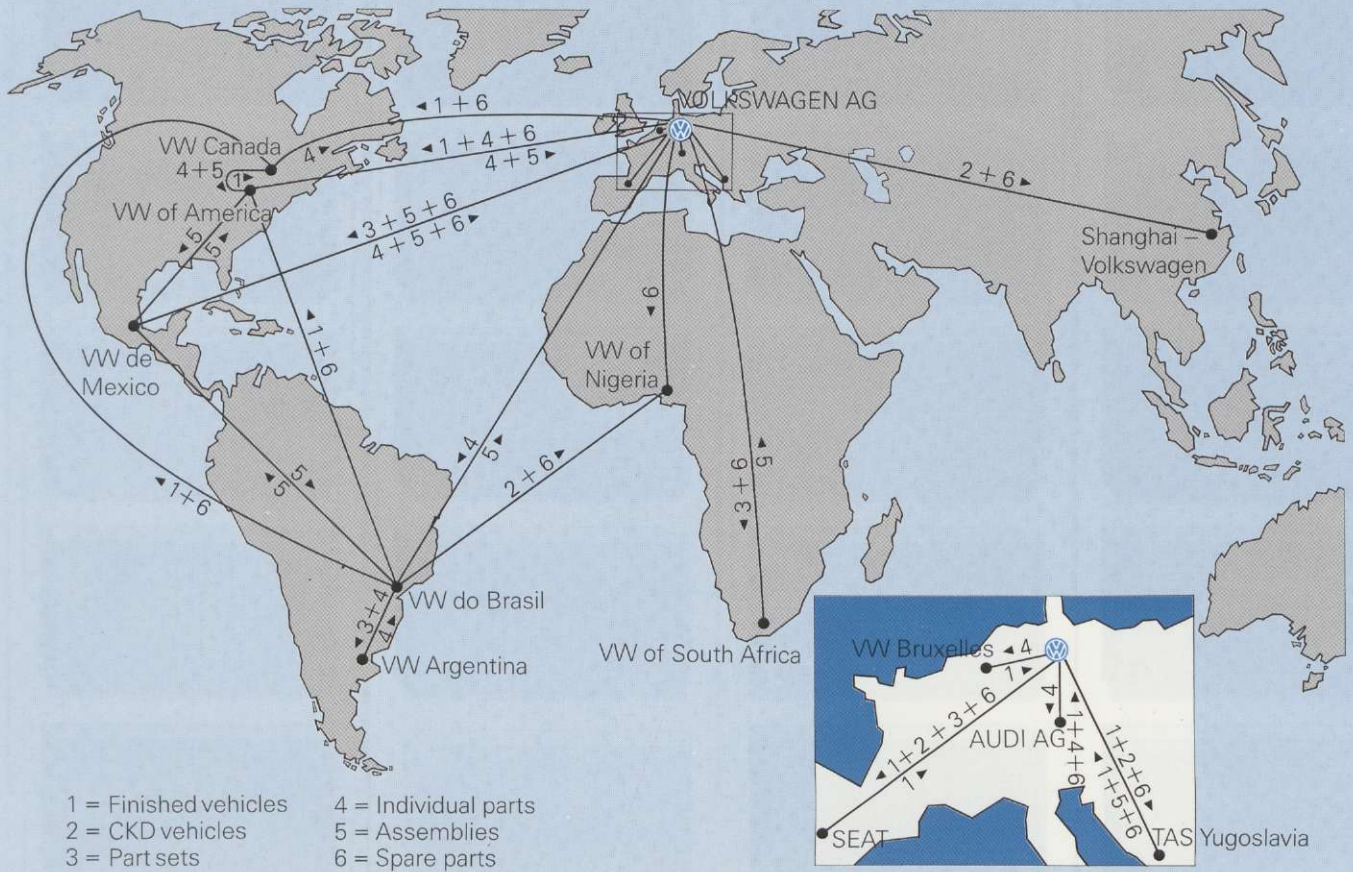 VOLKSWAGEN AG
◄ 1 + 6
VW Canada
4 ►
4 + 5
1 ►
◄
◄ 1 + 4 + 6
4 + 5 ►
VW of America
◄ 5
5 ►
◄ 3 + 5 + 6
4 + 5 + 6 ►
2 + 6 ►
Shanghai –
Volkswagen
VW de
Mexico
◄ 1 + 6
6 ►
VW of
Nigeria
◄ 4
5 ►
2 + 6 ►
◄ 3 + 6
5 ►
◄ 1 + 6
5 ►
◄ 5
VW do Brasil
◄ 3 + 4
4 ►
VW Argentina
VW of South Africa
VW Bruxelles
◄ 4
1 ►
◄ 1 + 2 + 3 + 6
1 ►
◄ 4
1 + 4 + 6 ►
AUDI AG
1 + 2 + 6 ►
◄ 1 + 5 + 6
SEAT
TAS Yugoslavia
1 = Finished vehicles
2 = CKD vehicles
3 = Part sets
4 = Individual parts
5 = Assemblies
6 = Spare parts